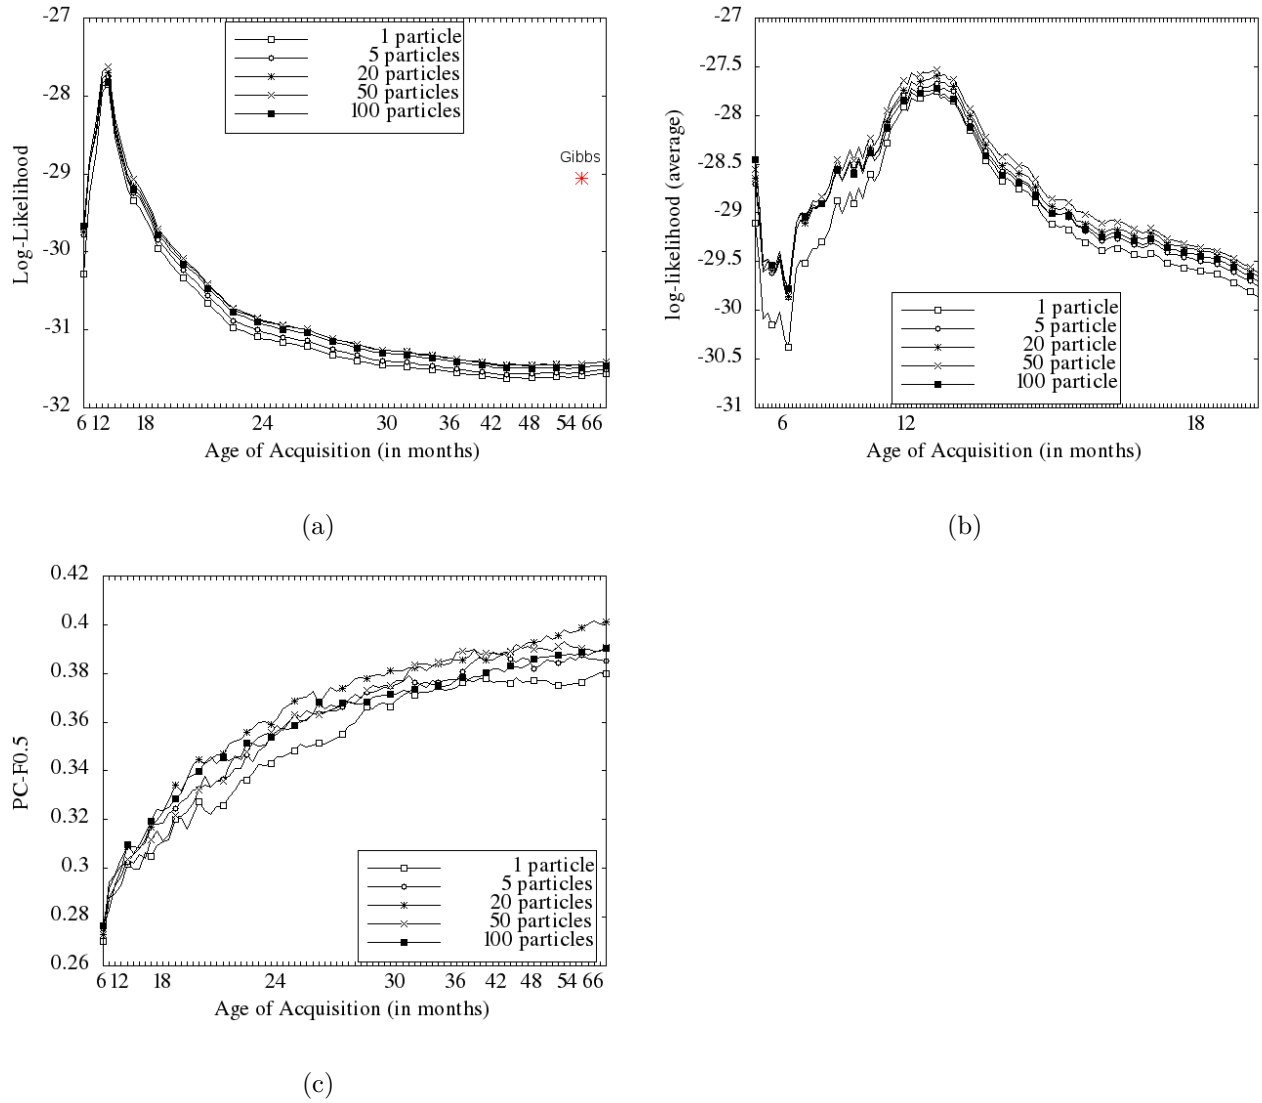 -27
-28
-29
-30
-31
-32
Log-Likelihood
1 particle
5 particles
20 particles
50 particles
100 particles
Gibbs
6 12 18 24 30 36 42 48 54 66
Age of Acquisition (in months)
(a)
-27
-27.5
-28
-28.5
-29
-29.5
-30
-30.5
-31
log-likelihood (average)
1 particle
5 particle
20 particle
50 particle
100 particle
6 12 18
Age of Acquisition (in months)
(b)
0.42
0.4
0.38
0.36
0.34
0.32
0.3
0.28
0.26
PC-F0.5
1 particle
5 particles
20 particles
50 particles
100 particles
6 12 18 24 30 36 42 48 54 66
Age of Acquisition (in months)
(c)